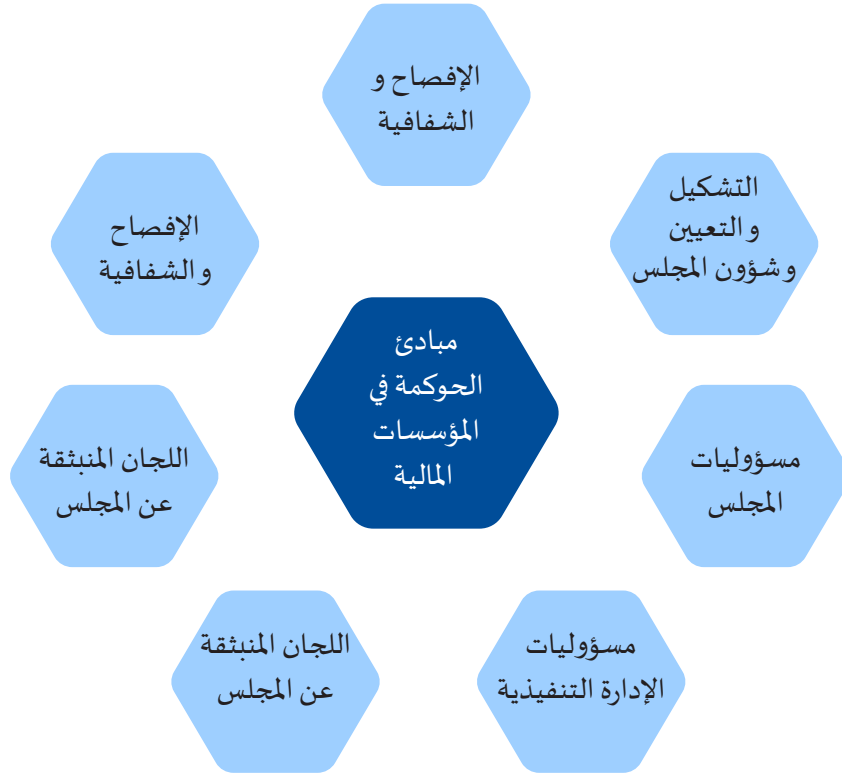 الإفصاح و
الشفافية
التشكيل
والتعيين
وشؤون المجلس
الإفصاح
والشفافية
مبادئ
الحوكمة في
المؤسسات
المالية
مسؤوليات
المجلس
اللجان المنبثقة
عن المجلس
مسؤوليات
الإدارة التنفيذية
اللجان المنبثقة
عن المجلس